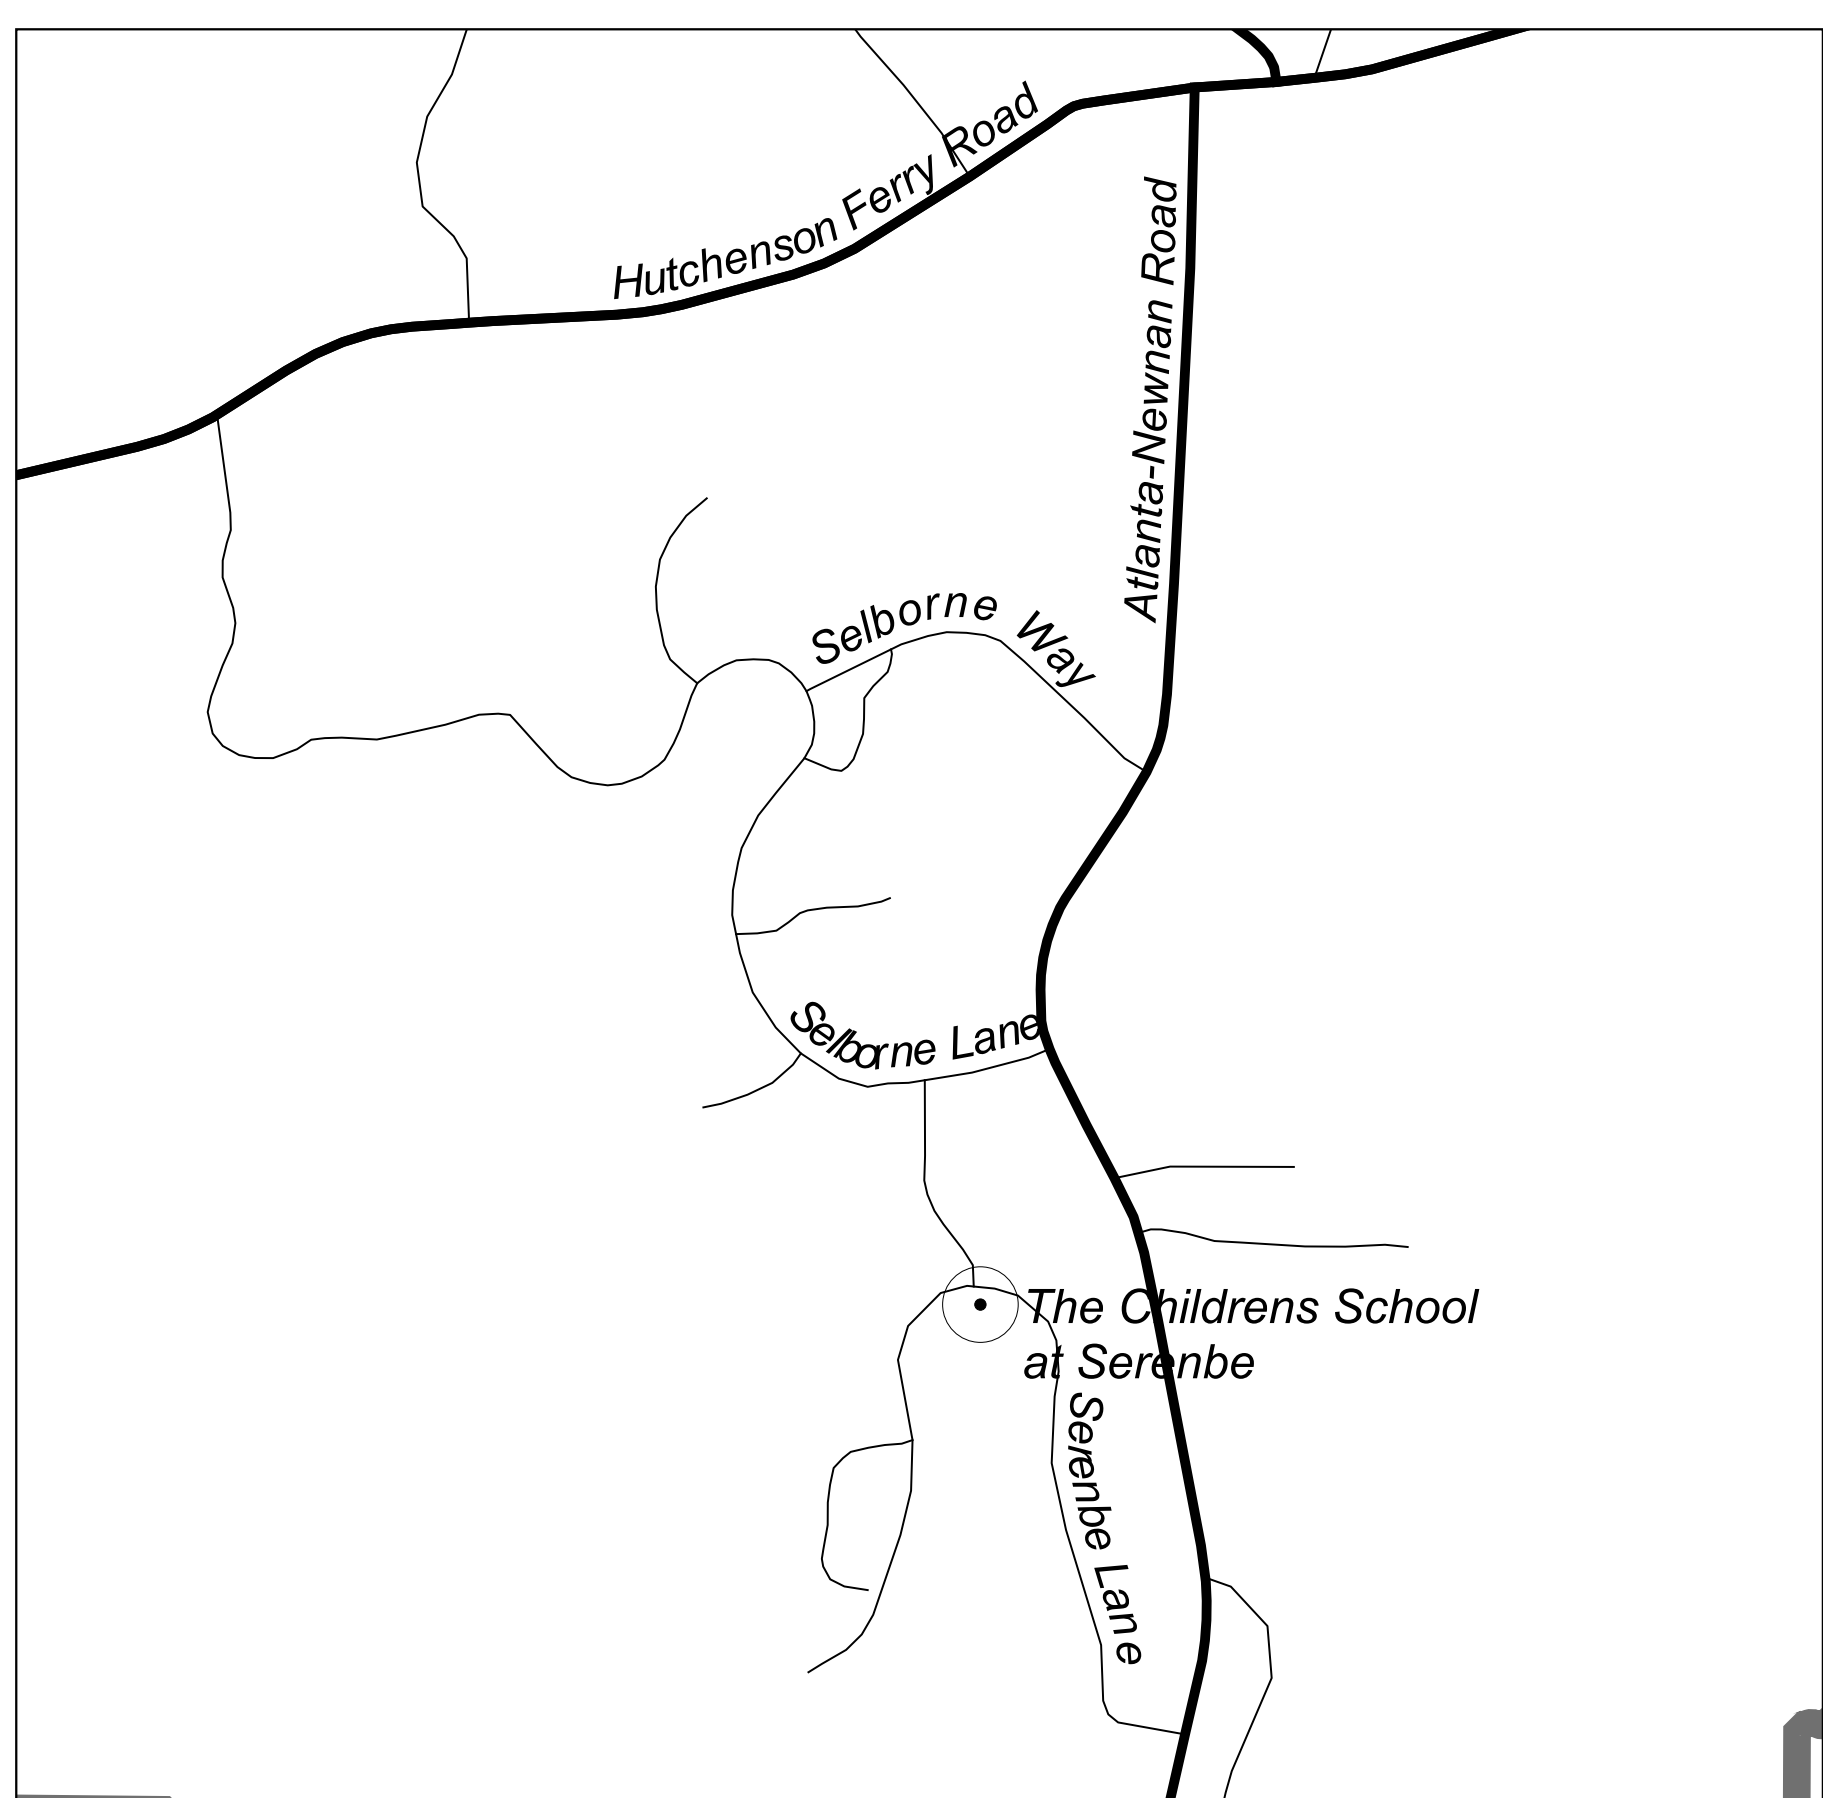 Hutchenson Ferry Road
Atlanta-Newnan Road
Selborne Way
Selborne Lane
The Childrens School
at Serenbe
Serenbe Lane